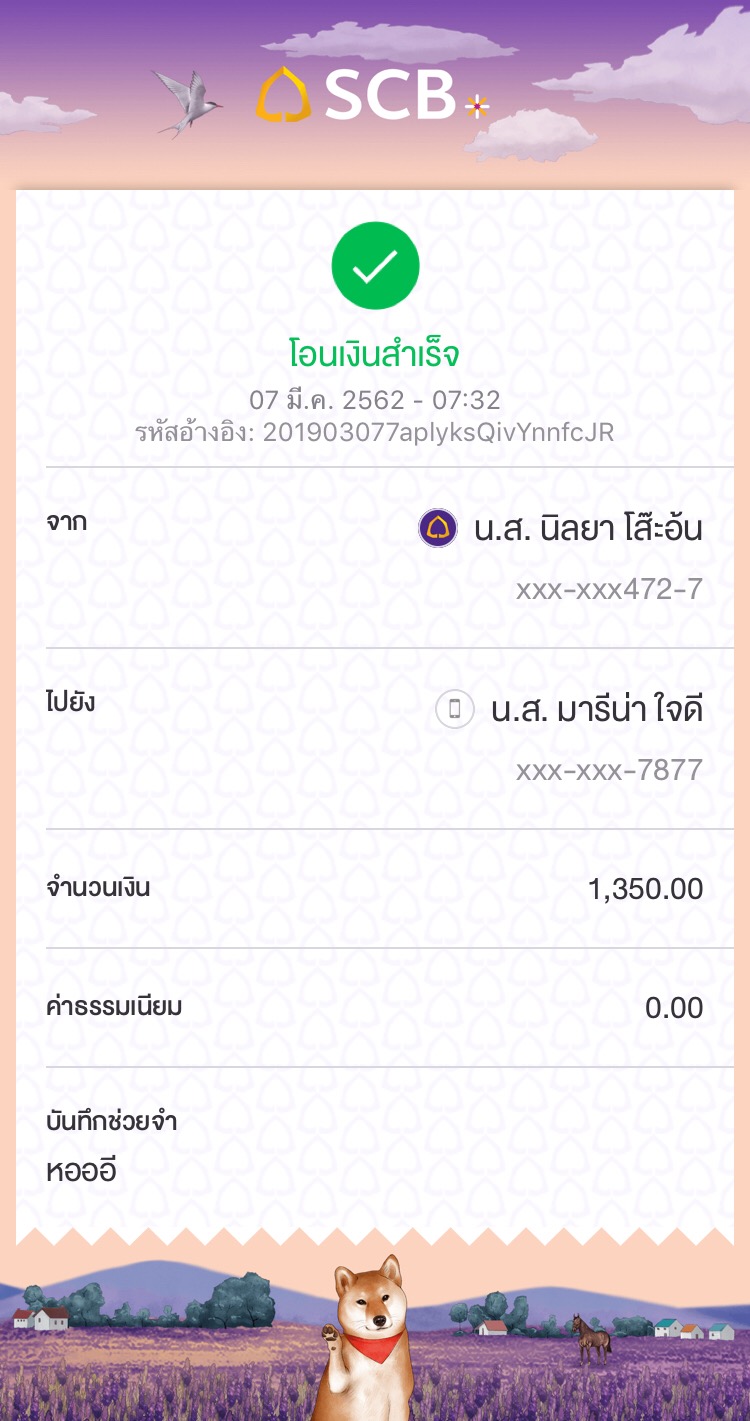 SCB
โอนเงินสำเร็จ
07 มี.ค. 2562 - 07:32
รหัสอ้างอิง: 201903077aplyksQivYnnfcJR
จาก
น.ส. นิลยา โส๊ะอ้น
xxx-xxx472-7
ไปยัง
น.ส. มารีน่า ใจดี
xxx-xxx-7877
จำนวนเงิน
1,350.00
ค่าธรรมเนียม
0.00
บันทึกช่วยจำ
หอออี